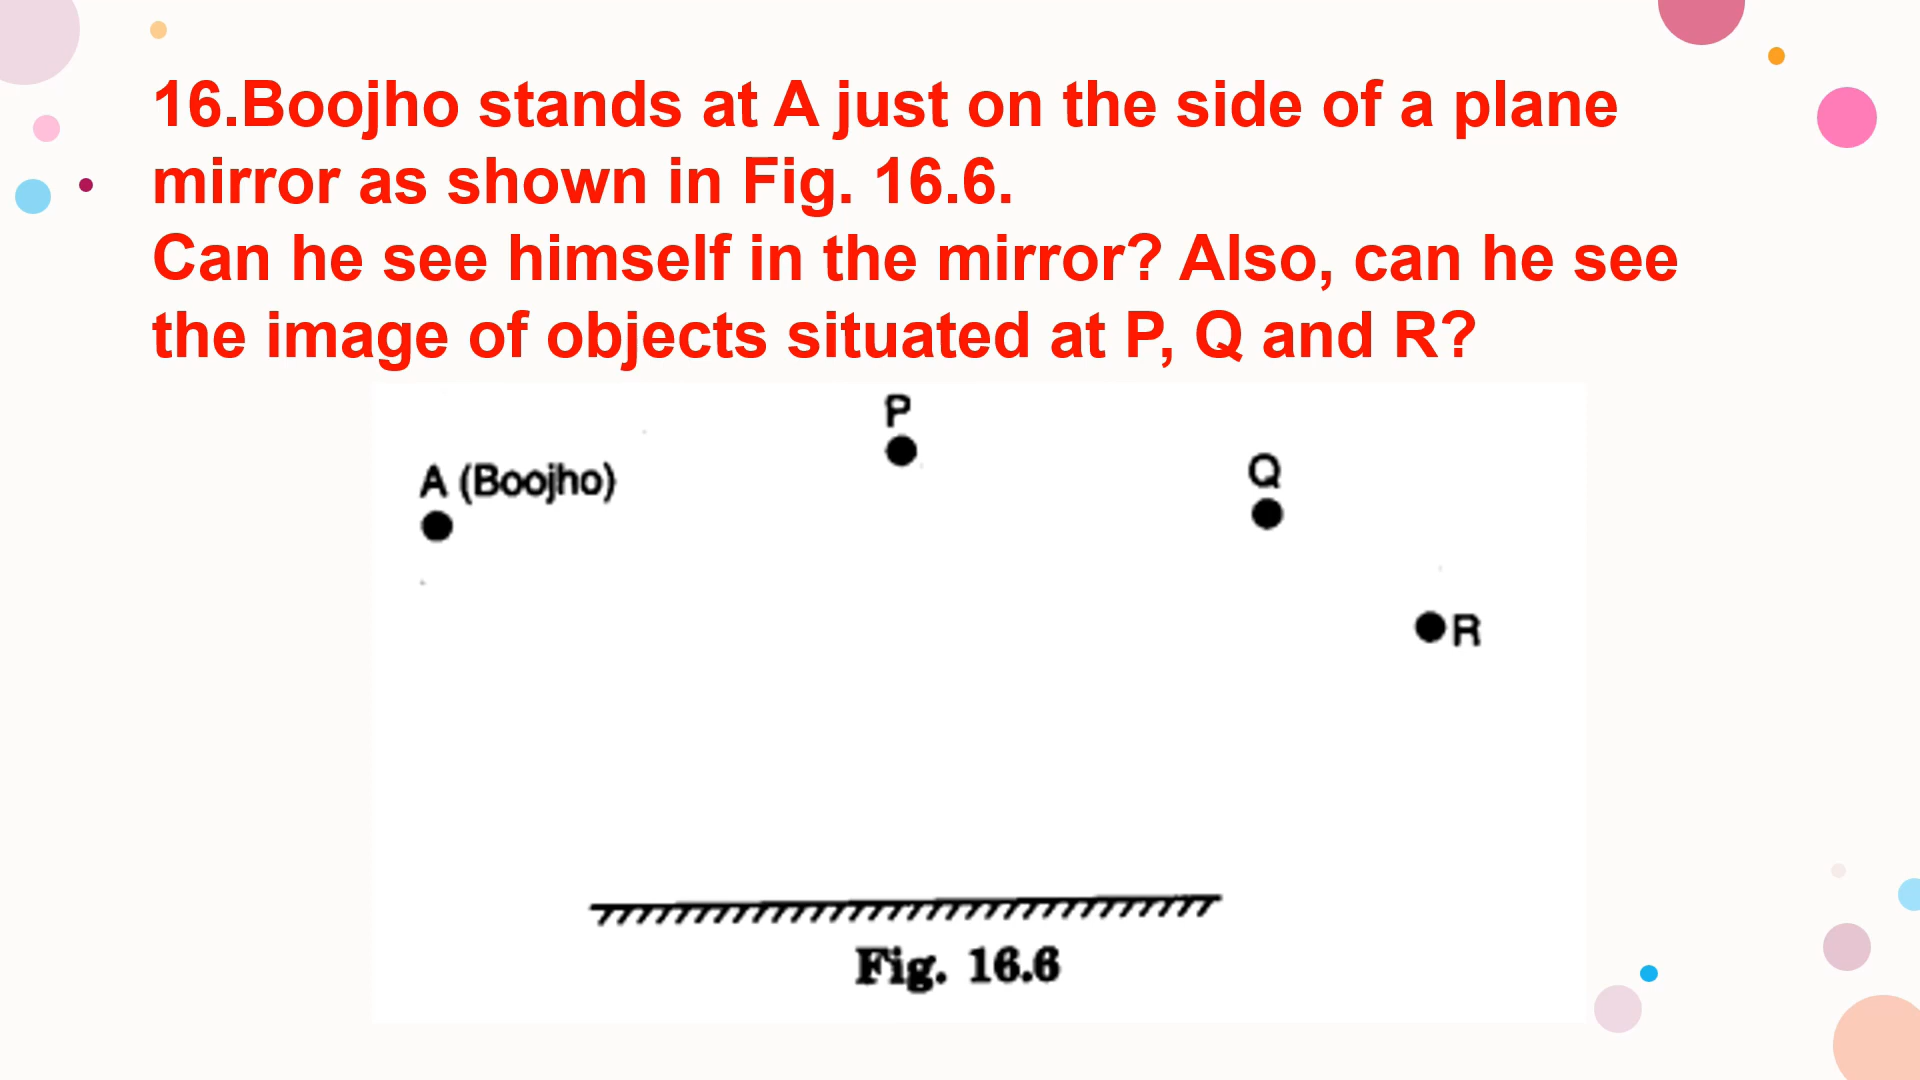 16.Boojho stands at A just on the side of a plane
mirror as shown in Fig. 16.6.
Can he see himself in the mirror? Also, can he see
the image of objects situated at P, Q and R?
P
A (Boojho)
Q
R
Fig. 16.6